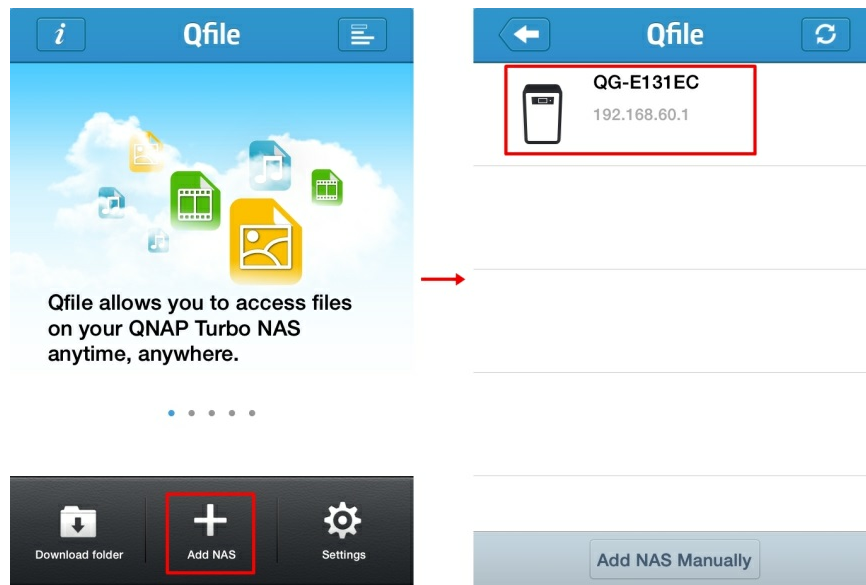 i
Qfile
Qfile allows you to access files
on your QNAP Turbo NAS
anytime, anywhere.
Download folder
Add NAS
Settings
Qfile
QG-E131EC
192.168.60.1
Add NAS Manually